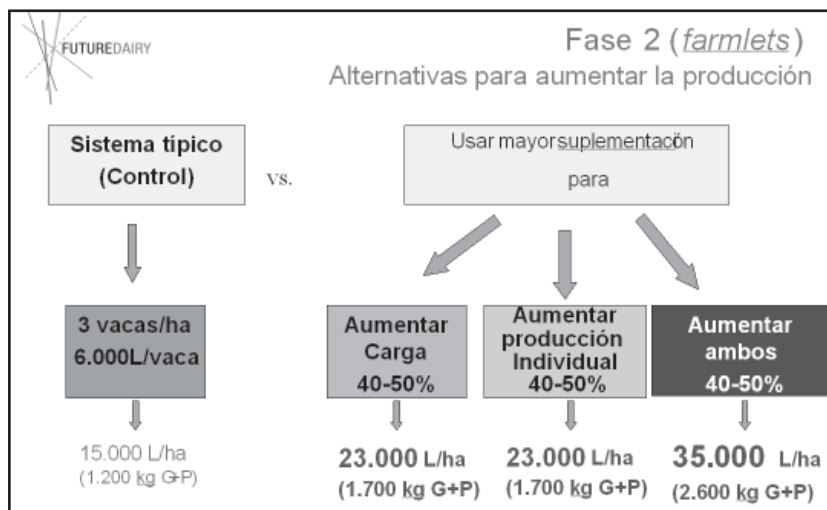 FUTUREDAIRY
Fase 2 (farmlets)
Alternativas para aumentar la producción
Sistema típico
(Control)
vs.
Usar mayor suplementacön
para
3 vacas/ha
6.000L/vaca
Aumentar
Carga
40-50%
Aumentar
producción
Individual
40-50%
Aumentar
ambos
40-50%
15.000 L/ha
(1.200 kg G+P)
23.000 L/ha
(1.700 kg G+P)
23.000 L/ha
(1.700 kg G+P)
35.000 L/ha
(2.600 kg G+P)